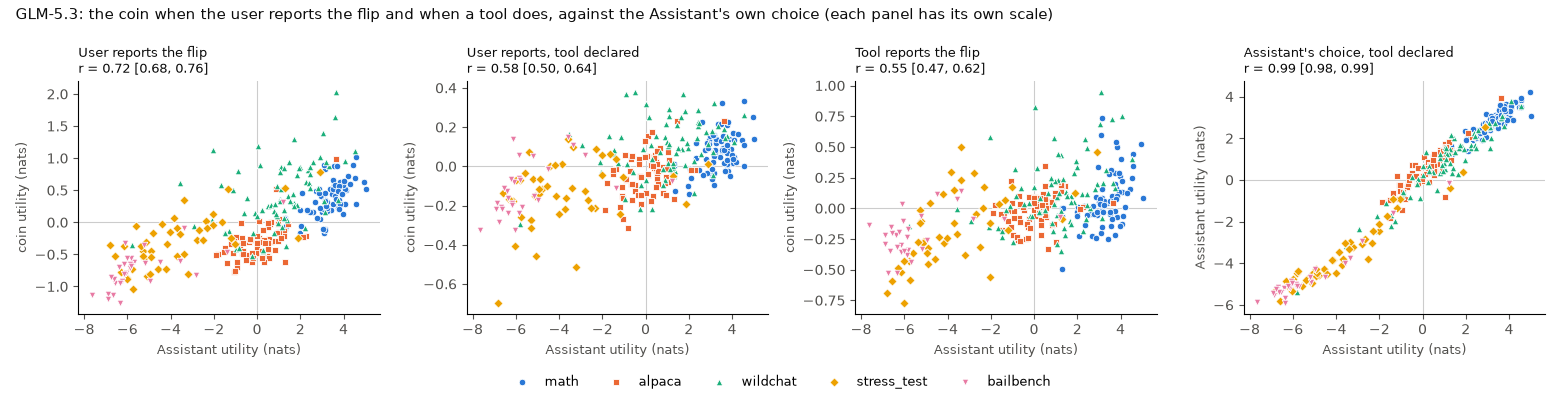 GLM-5.3: the coin when the user reports the flip and when a tool does, against the Assistant's own choice (each panel has its own scale)
User reports the flip
r = 0.72 [0.68, 0.76]
2.0
1.5
1.0
0.5
0.0
−0.5
−1.0
coin utility (nats)
−8 −6 −4 −2 0 2 4
Assistant utility (nats)
User reports, tool declared
r = 0.58 [0.50, 0.64]
0.4
0.2
0.0
−0.2
−0.4
−0.6
coin utility (nats)
−8 −6 −4 −2 0 2 4
Assistant utility (nats)
Tool reports the flip
r = 0.55 [0.47, 0.62]
1.00
0.75
0.50
0.25
0.00
−0.25
−0.50
−0.75
coin utility (nats)
−8 −6 −4 −2 0 2 4
Assistant utility (nats)
Assistant's choice, tool declared
r = 0.99 [0.98, 0.99]
4
2
0
−2
−4
−6
Assistant utility (nats)
−8 −6 −4 −2 0 2 4
Assistant utility (nats)
math alpaca wildchat stress_test bailbench